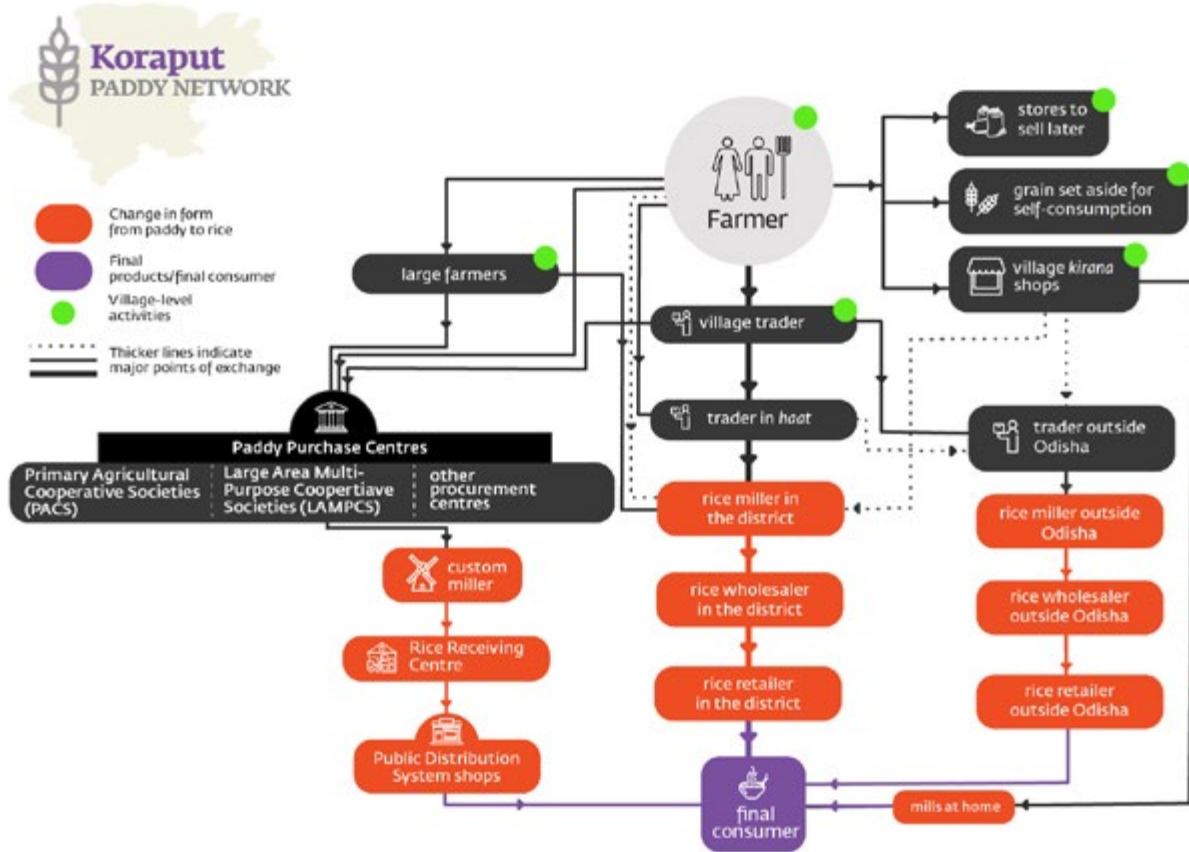 Koraput
PADDY NETWORK
Change in form
from paddy to rice
Final
products/final consumer
Village-level
activities
Thicker lines indicate
major points of exchange
Farmer
stores to
sell later
grain set aside for
self-consumption
village kirana
shops
large farmers
village trader
trader in haat
trader outside
Odisha
Paddy Purchase Centres
Primary Agricultural
Cooperative Societies
(PACS)
Large Area Multi-
Purpose Coopertiave
Societies (LAMPCS)
other
procurement
centres
rice miller in
the district
rice miller outside
Odisha
custom
miller
rice wholesaler
in the district
rice wholesaler
outside Odisha
Rice Receiving
Centre
rice retailer
in the district
rice retailer
outside Odisha
Public Distribution
System shops
final
consumer
mills at home